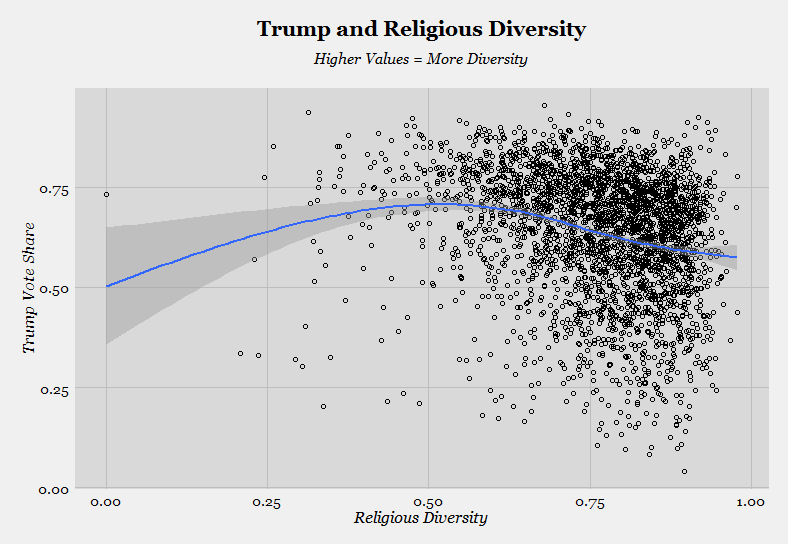 Trump and Religious Diversity
Higher Values = More Diversity
Trump Vote Share
0.75
0.50
0.25
0.00
0.00 0.25 0.50 0.75 1.00
Religious Diversity